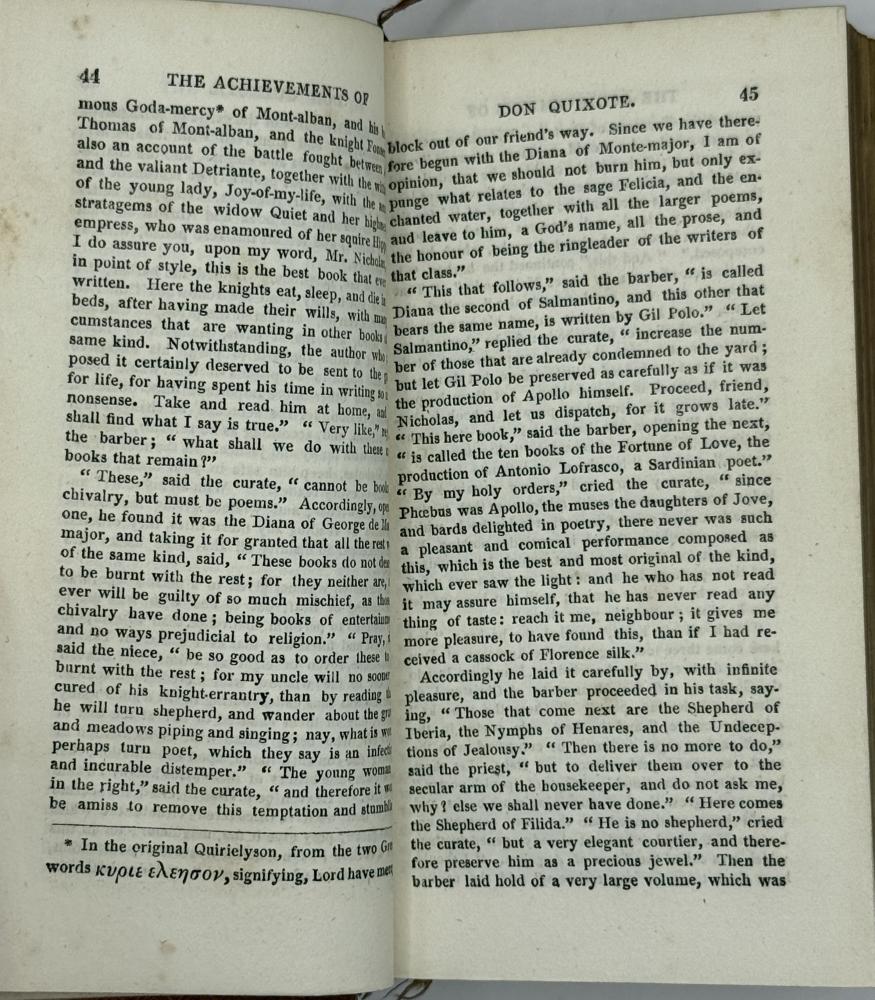 44
THE ACHIEVEMENTS OF
mous Goda-mercy* of Mont-alban, and his
Thomas of Mont-alban, and the knight
also an account of the battle fought between
and the valiant Detriante, together with the
of the young lady, Joy-of-my-life, with the
stratagems of the widow Quiet and her
empress, who was enamoured of her squire
I do assure you, upon my word, Mr.
in point of style, this is the best book that
written. Here the knights eat, sleep, and die
beds, after having made their wills, with
cumstances that are wanting in other books
same kind. Notwithstanding, the author
posed it certainly deserved to be sent to the
for life, for having spent his time in writing
nonsense. Take and read him at home,
shall find what I say is true.” “ Very like,”
the barber; “ what shall we do with these
books that remain?”
“ These,” said the curate, “ cannot be
chivalry, but must be poems.” Accordingly,
one, he found it was the Diana of George de
major, and taking it for granted that all the rest
of the same kind, said, “ These books do not
to be burnt with the rest; for they neither are,
ever will be guilty of so much mischief, as
chivalry have done; being books of
and no ways prejudicial to religion.” “ Pray,
said the niece, “ be so good as to order these
burnt with the rest; for my uncle will no
cured of his knight-errantry, than by reading
he will turn shepherd, and wander about the
and meadows piping and singing; nay, what is
perhaps turn poet, which they say is an
and incurable distemper.” “ The young
in the right,” said the curate, “ and therefore it
be amiss to remove this temptation and
* In the original Quirielyson, from the two
words κυριε ελεησον, signifying, Lord have
DON QUIXOTE.
45
block out of our friend's way. Since we have there-
fore begun with the Diana of Monte-major, I am of
opinion, that we should not burn him, but only ex-
punge what relates to the sage Felicia, and the en-
chanted water, together with all the larger poems,
and leave to him, a God's name, all the prose, and
the honour of being the ringleader of the writers of
that class.”
“ This that follows,” said the barber, “ is called
Diana the second of Salmantino, and this other that
bears the same name, is written by Gil Polo.” “ Let
Salmantino,” replied the curate, “ increase the num-
ber of those that are already condemned to the yard ;
but let Gil Polo be preserved as carefully as if it was
the production of Apollo himself. Proceed, friend,
Nicholas, and let us dispatch, for it grows late.”
“ This here book,” said the barber, opening the next,
“ is called the ten books of the Fortune of Love, the
production of Antonio Lofrasco, a Sardinian poet.”
“ By my holy orders,” cried the curate, “ since
Phœbus was Apollo, the muses the daughters of Jove,
and bards delighted in poetry, there never was such
a pleasant and comical performance composed as
this, which is the best and most original of the kind,
which ever saw the light : and he who has not read
it may assure himself, that he has never read any
thing of taste: reach it me, neighbour ; it gives me
more pleasure, to have found this, than if I had re-
ceived a cassock of Florence silk.”
Accordingly he laid it carefully by, with infinite
pleasure, and the barber proceeded in his task, say-
ing, “ Those that come next are the Shepherd of
Iberia, the Nymphs of Henares, and the Undecep-
tions of Jealousy.” “ Then there is no more to do,”
said the priest, “ but to deliver them over to the
secular arm of the housekeeper, and do not ask me,
why? else we shall never have done.” “ Here comes
the Shepherd of Filida.” “ He is no shepherd,” cried
the curate, “ but a very elegant courtier, and there-
fore preserve him as a precious jewel.” Then the
barber laid hold of a very large volume, which was